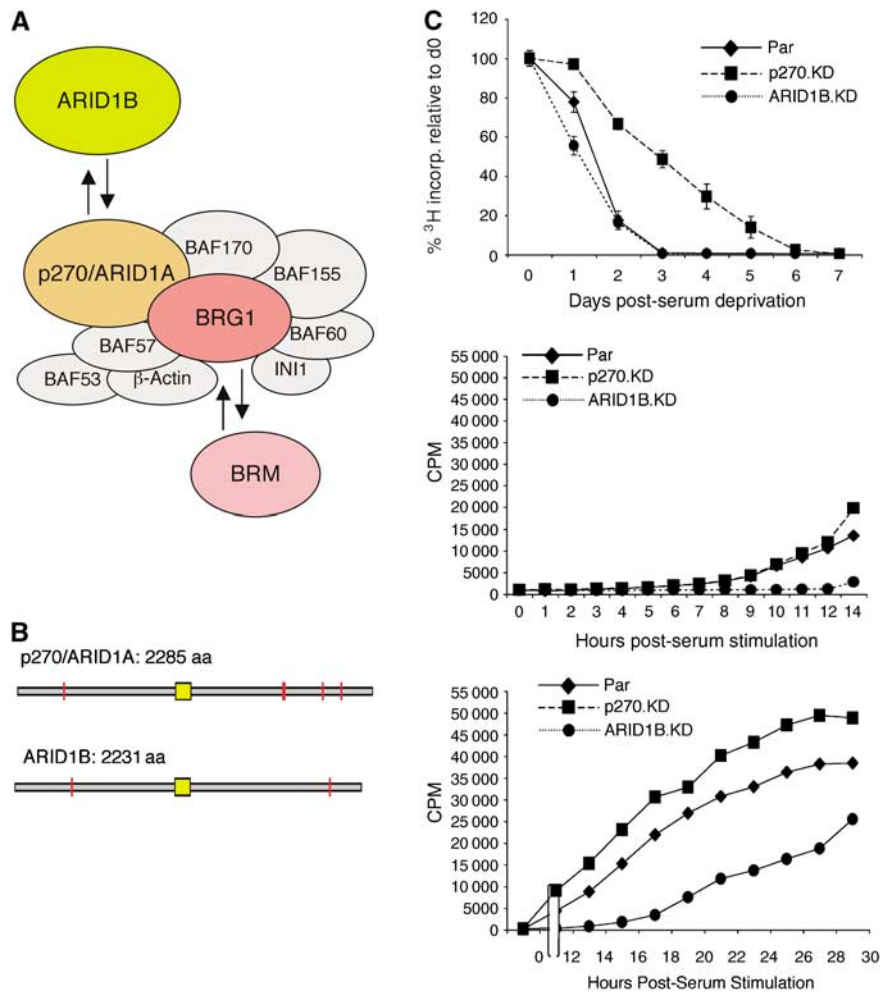 A
ARID1B
p270/ARID1A
BAF170
BAF155
BRG1
BAF60
BAF57
INI1
BAF53
β-Actin
BRM
B
p270/ARID1A: 2285 aa
ARID1B: 2231 aa
C
% ³H incorp. relative to d0
120
100
80
60
40
20
0
Par
p270.KD
ARID1B.KD
0 1 2 3 4 5 6 7
Days post-serum deprivation
CPM
55 000
50 000
45 000
40 000
35 000
30 000
25 000
20 000
15 000
10 000
5000
0
Par
p270.KD
ARID1B.KD
0 1 2 3 4 5 6 7 8 9 10 11 12 14
Hours post-serum stimulation
CPM
55 000
50 000
45 000
40 000
35 000
30 000
25 000
20 000
15 000
10 000
5000
0
Par
p270.KD
ARID1B.KD
0 12 14 16 18 20 22 24 26 28 30
Hours Post-Serum Stimulation